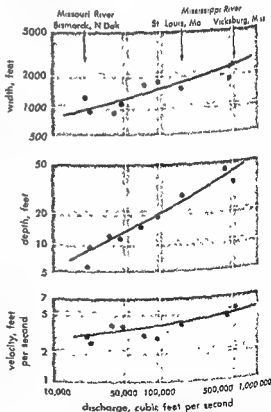 Missouri River
Bismarck, N Dak
Mississippi River
St Louis, Mo
Vicksburg, Miss
width, feet
5000
2000
1000
500
depth, feet
50
20
10
5
velocity, feet
per second
7
5
2
1
10,000
50,000
100,000
500,000
1,000,000
discharge, cubic feet per second